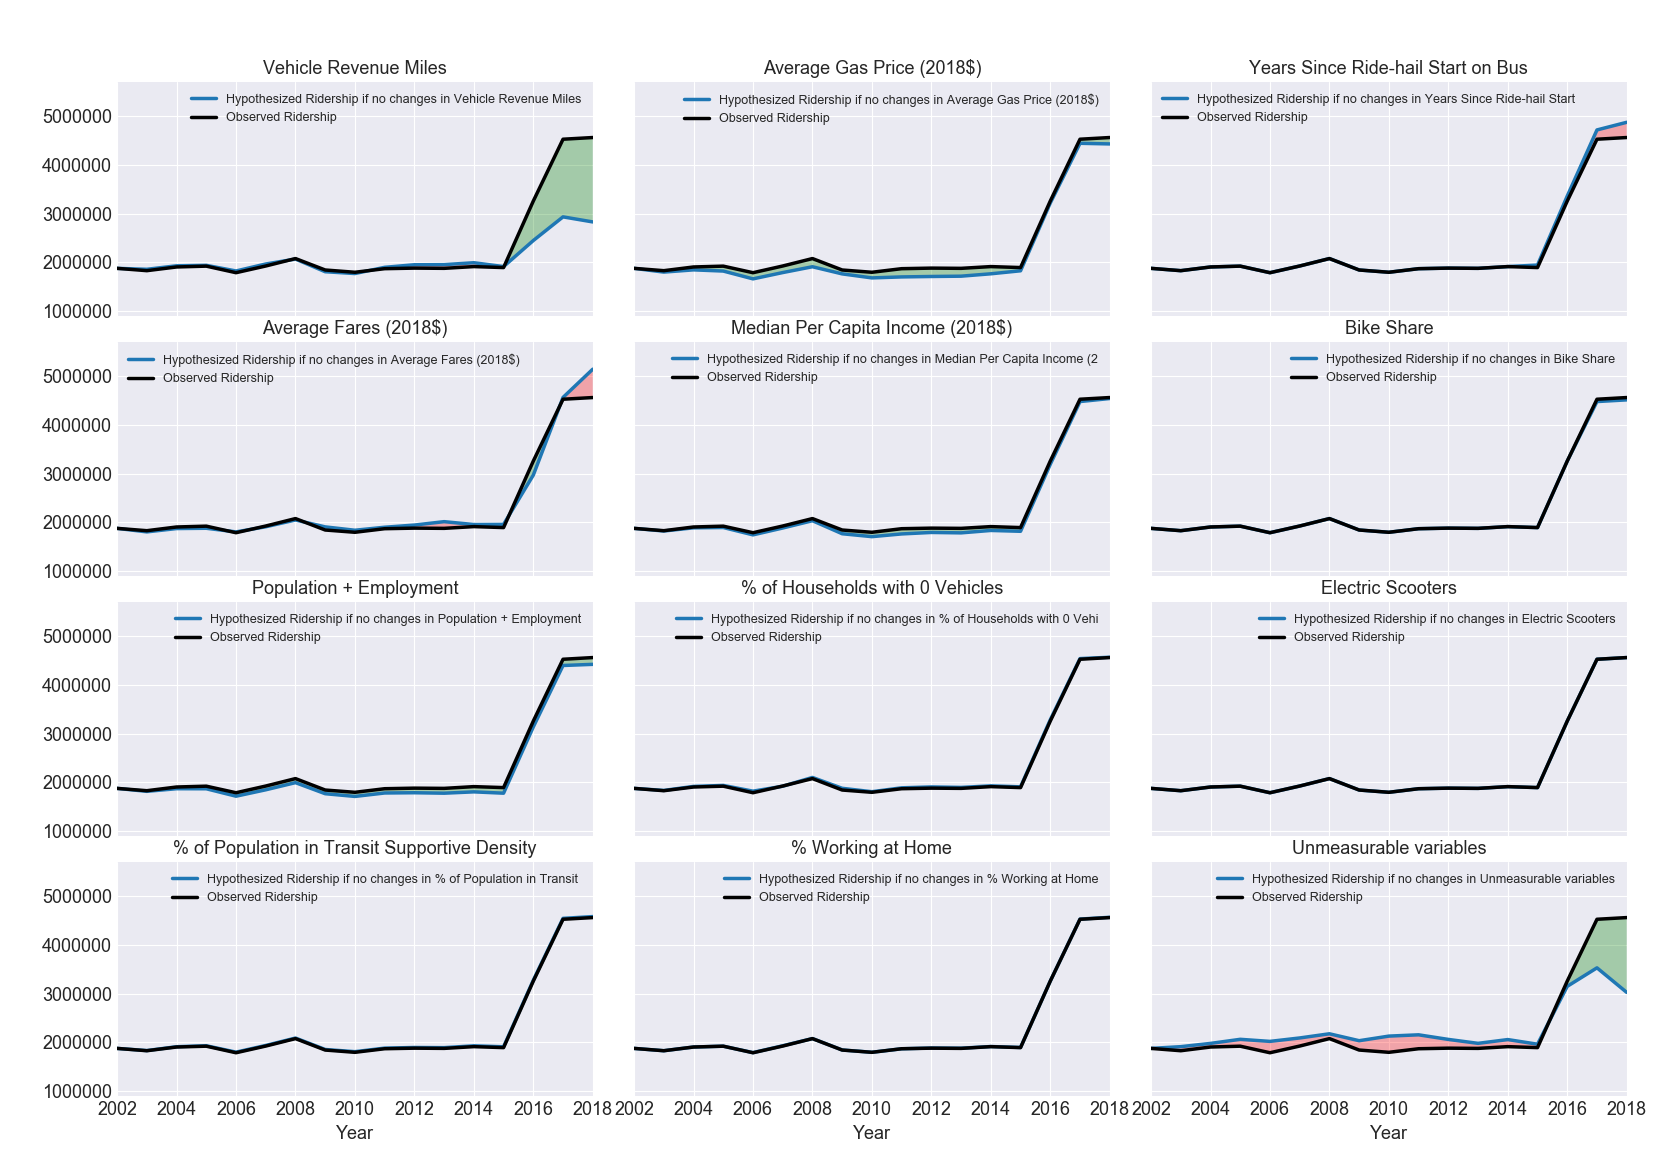 Vehicle Revenue Miles
Hypothesized Ridership if no changes in Vehicle Revenue Miles
Observed Ridership
5000000
4000000
3000000
2000000
1000000
Average Gas Price (2018$)
Hypothesized Ridership if no changes in Average Gas Price (2018$)
Observed Ridership
Years Since Ride-hail Start on Bus
Hypothesized Ridership if no changes in Years Since Ride-hail Start
Observed Ridership
Average Fares (2018$)
Hypothesized Ridership if no changes in Average Fares (2018$)
Observed Ridership
5000000
4000000
3000000
2000000
1000000
Median Per Capita Income (2018$)
Hypothesized Ridership if no changes in Median Per Capita Income (2
Observed Ridership
Bike Share
Hypothesized Ridership if no changes in Bike Share
Observed Ridership
Population + Employment
Hypothesized Ridership if no changes in Population + Employment
Observed Ridership
5000000
4000000
3000000
2000000
1000000
% of Households with 0 Vehicles
Hypothesized Ridership if no changes in % of Households with 0 Vehi
Observed Ridership
Electric Scooters
Hypothesized Ridership if no changes in Electric Scooters
Observed Ridership
% of Population in Transit Supportive Density
Hypothesized Ridership if no changes in % of Population in Transit
Observed Ridership
5000000
4000000
3000000
2000000
1000000
2002 2004 2006 2008 2010 2012 2014 2016 2018
Year
% Working at Home
Hypothesized Ridership if no changes in % Working at Home
Observed Ridership
2002 2004 2006 2008 2010 2012 2014 2016 2018
Year
Unmeasurable variables
Hypothesized Ridership if no changes in Unmeasurable variables
Observed Ridership
2002 2004 2006 2008 2010 2012 2014 2016 2018
Year